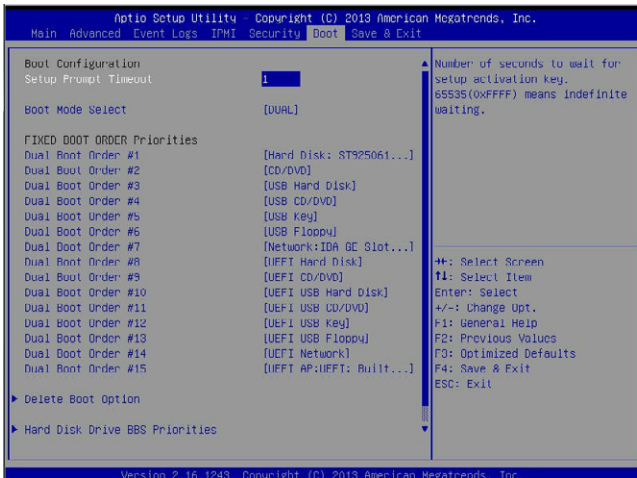 Aptio Setup Utility - Copyright (C) 2013 American Megatrends, Inc.
Main Advanced Event Logs IPMI Security Boot Save & Exit
Boot Configuration
Setup Prompt Timeout 1
Boot Mode Select [DUAL]
FIXED BOOT ORDER Priorities
Dual Boot Order #1 [Hard Disk: ST925061...]
Dual Boot Order #2 [CD/DVD]
Dual Boot Order #3 [USB Hard Disk]
Dual Boot Order #4 [USB CD/DVD]
Dual Boot Order #5 [USB Key]
Dual Boot Order #6 [USB Floppy]
Dual Boot Order #7 [Network:IBA GE Slot...]
Dual Boot Order #8 [UEFI Hard Disk]
Dual Boot Order #9 [UEFI CD/DVD]
Dual Boot Order #10 [UEFI USB Hard Disk]
Dual Boot Order #11 [UEFI USB CD/DVD]
Dual Boot Order #12 [UEFI USB Key]
Dual Boot Order #13 [UEFI USB Floppy]
Dual Boot Order #14 [UEFI Network]
Dual Boot Order #15 [UEFI AP:UEFI: Built...]
Delete Boot Option
Hard Disk Drive BBS Priorities
Number of seconds to wait for
setup activation key.
65535(0xFFFF) means indefinite
waiting.
→←: Select Screen
↑↓: Select Item
Enter: Select
+/-: Change Opt.
F1: General Help
F2: Previous Values
F3: Optimized Defaults
F4: Save & Exit
ESC: Exit
Version 2.16.1243. Copyright (C) 2013 American Megatrends, Inc.